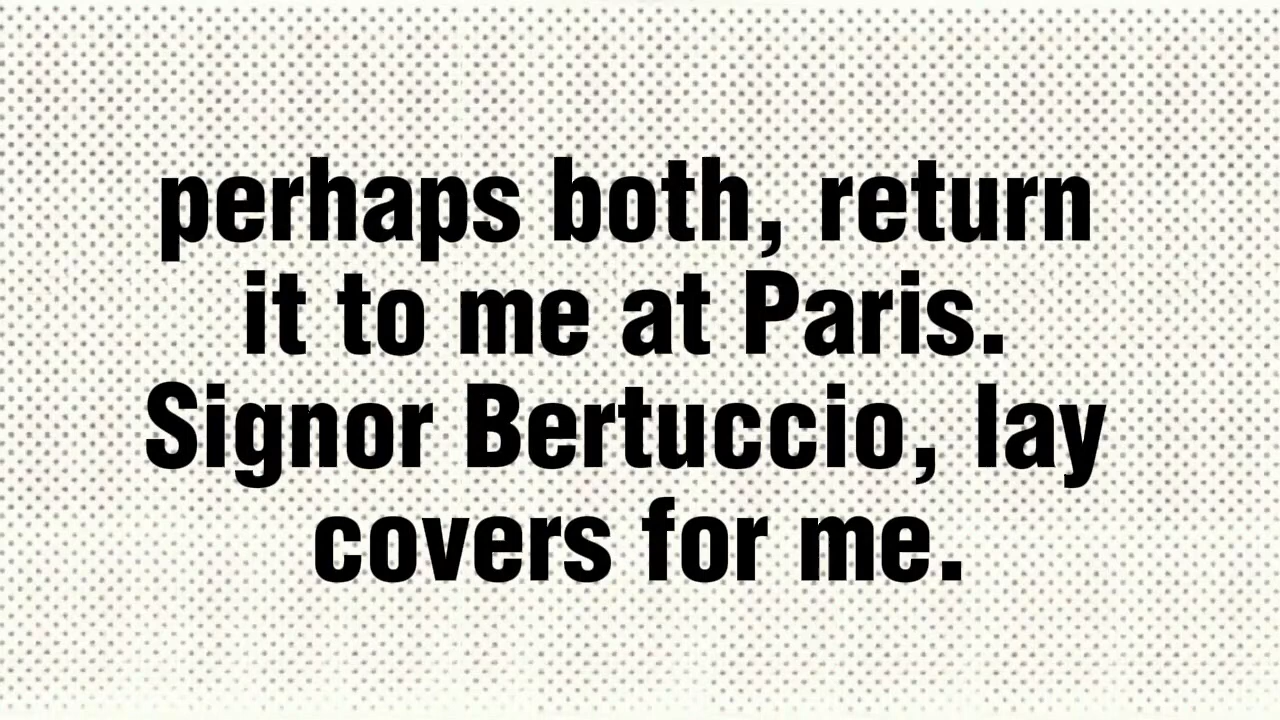 perhaps both, return
it to me at Paris.
Signor Bertuccio, lay
covers for me.